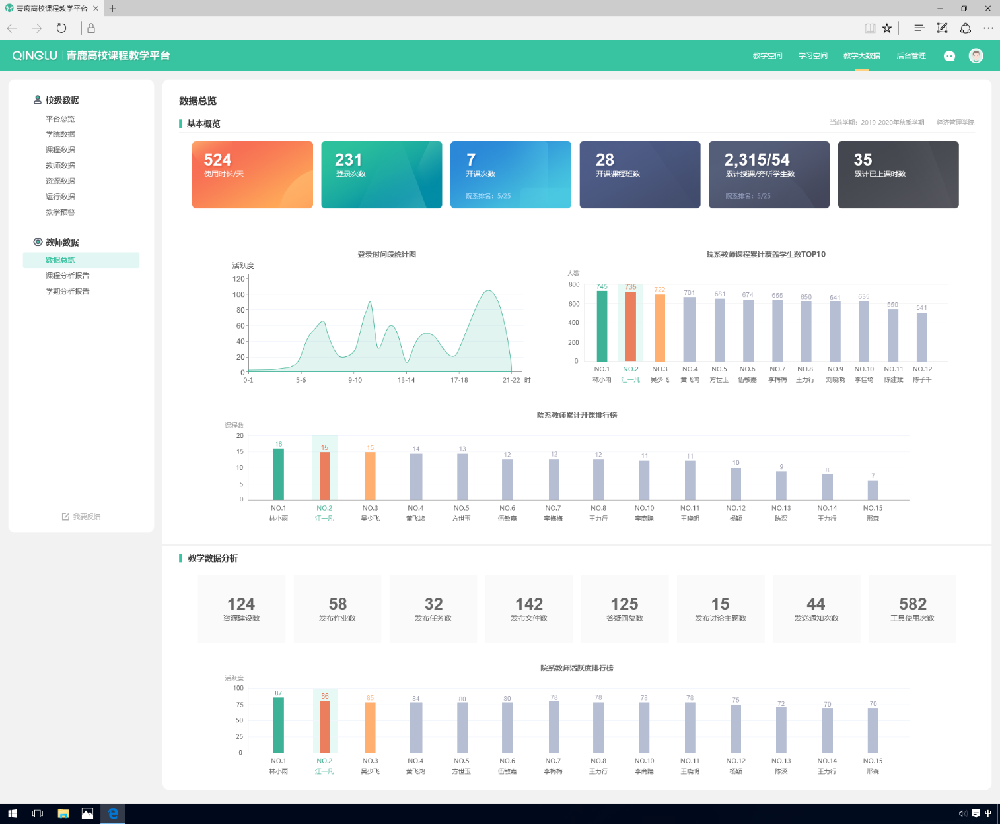 青鹿高校课程教学平台
QINGLU 青鹿高校课程教学平台
教学空间 学习空间 教学大数据 后台管理
校级数据
平台总览
学院数据
课程数据
教师数据
资源数据
运行数据
教学预警
教师数据
数据总览
课程分析报告
学期分析报告
我要反馈
数据总览
基本概览
当前学期：2019-2020年秋季学期 经济管理学院
524
使用时长/天
231
登录次数
7
开课次数
院系排名：5/25
28
开课课程班数
2,315/54
累计授课/旁听学生数
院系排名：5/25
35
累计已上课时数
登录时间段统计图
活跃度
120
100
80
60
40
20
0
0-1 5-6 9-10 13-14 17-18 21-22 时
院系教师课程累计覆盖学生数TOP10
人数
800
600
400
200
0
745 735 722 701 681 674 655 650 641 635 550 541
NO.1 NO.2 NO.3 NO.4 NO.5 NO.6 NO.7 NO.8 NO.9 NO.10 NO.11 NO.12
林小雨 江一凡 吴少飞 黄飞鸿 方世玉 伍敏嘉 李梅梅 王力行 刘晓晓 李佳琦 陈建斌 陈子千
院系教师累计开课排行榜
课程数
20
15
10
5
0
16 15 15 14 13 12 12 12 11 11 10 9 8 7
NO.1 NO.2 NO.3 NO.4 NO.5 NO.6 NO.7 NO.8 NO.10 NO.11 NO.12 NO.13 NO.14 NO.15
林小雨 江一凡 吴少飞 黄飞鸿 方世玉 伍敏嘉 李梅梅 王力行 李商隐 王晓明 杨颖 陈深 王力行 邢森
教学数据分析
124
资源建设数
58
发布作业数
32
发布任务数
142
发布文件数
125
答疑回复数
15
发布讨论主题数
44
发送通知次数
582
工具使用次数
院系教师活跃度排行榜
活跃度
100
75
50
25
0
87 86 85 84 80 80 78 78 78 78 75 72 70 70
NO.1 NO.2 NO.3 NO.4 NO.5 NO.6 NO.7 NO.8 NO.10 NO.11 NO.12 NO.13 NO.14 NO.15
林小雨 江一凡 吴少飞 黄飞鸿 方世玉 伍敏嘉 李梅梅 王力行 李商隐 王晓明 杨颖 陈深 王力行 邢森
中